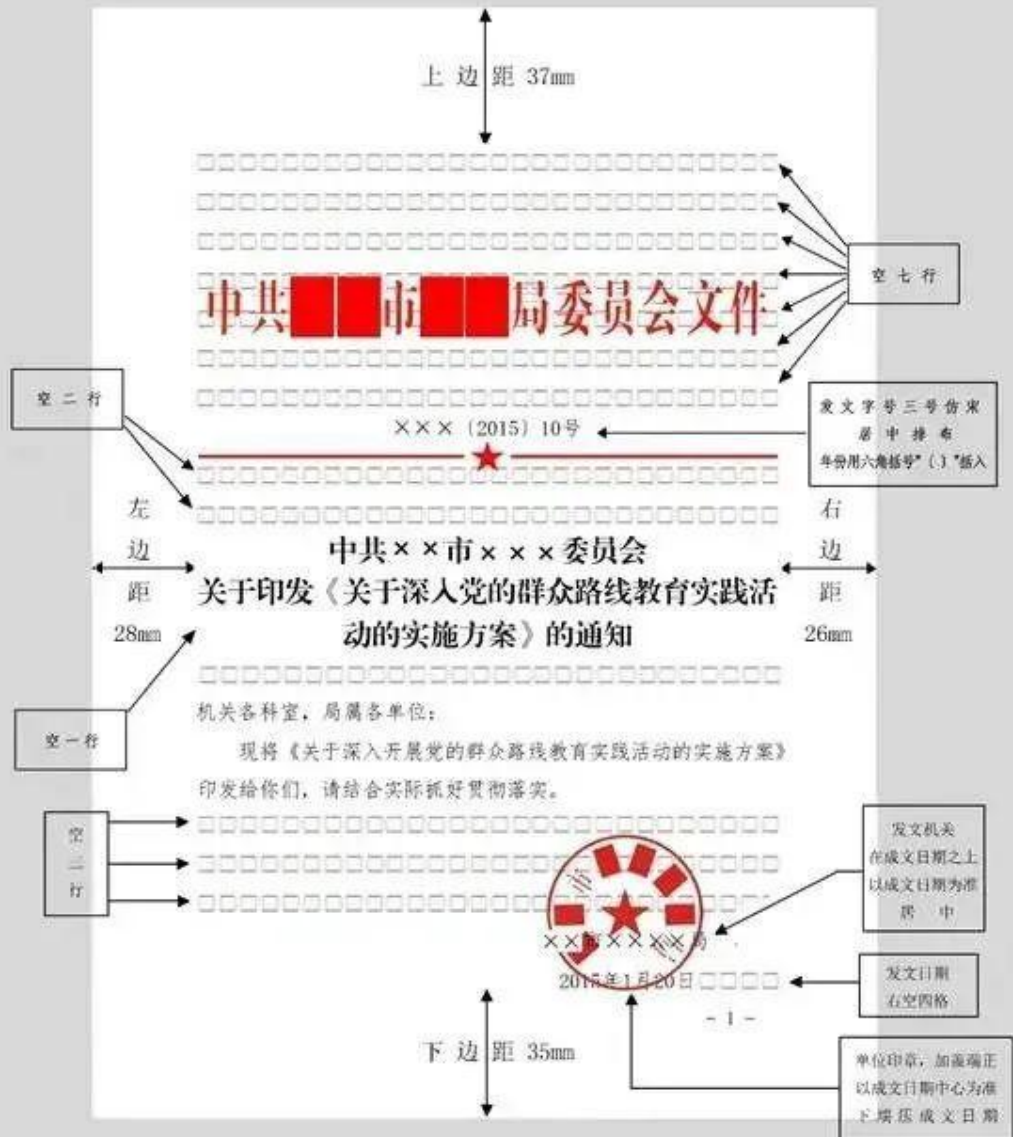 上边距 37mm
空七行
中共市局委员会文件
空二行
×××〔2015〕10号
发文字号三号仿宋
居中排布
年份用六角括号"〔〕"括入
左边距
28mm
右边距
26mm
中共××市×××委员会
关于印发《关于深入党的群众路线教育实践活
动的实施方案》的通知
空一行
机关各科室，局属各单位：
现将《关于深入开展党的群众路线教育实践活动的实施方案》
印发给你们，请结合实际抓好贯彻落实。
空三行
发文机关
在成文日期之上
以成文日期为准
居中
市
××市××××局
2015年1月20日
发文日期
右空四格
- 1 -
下边距 35mm
单位印章，加盖端正
以成文日期中心为准
下端压成文日期